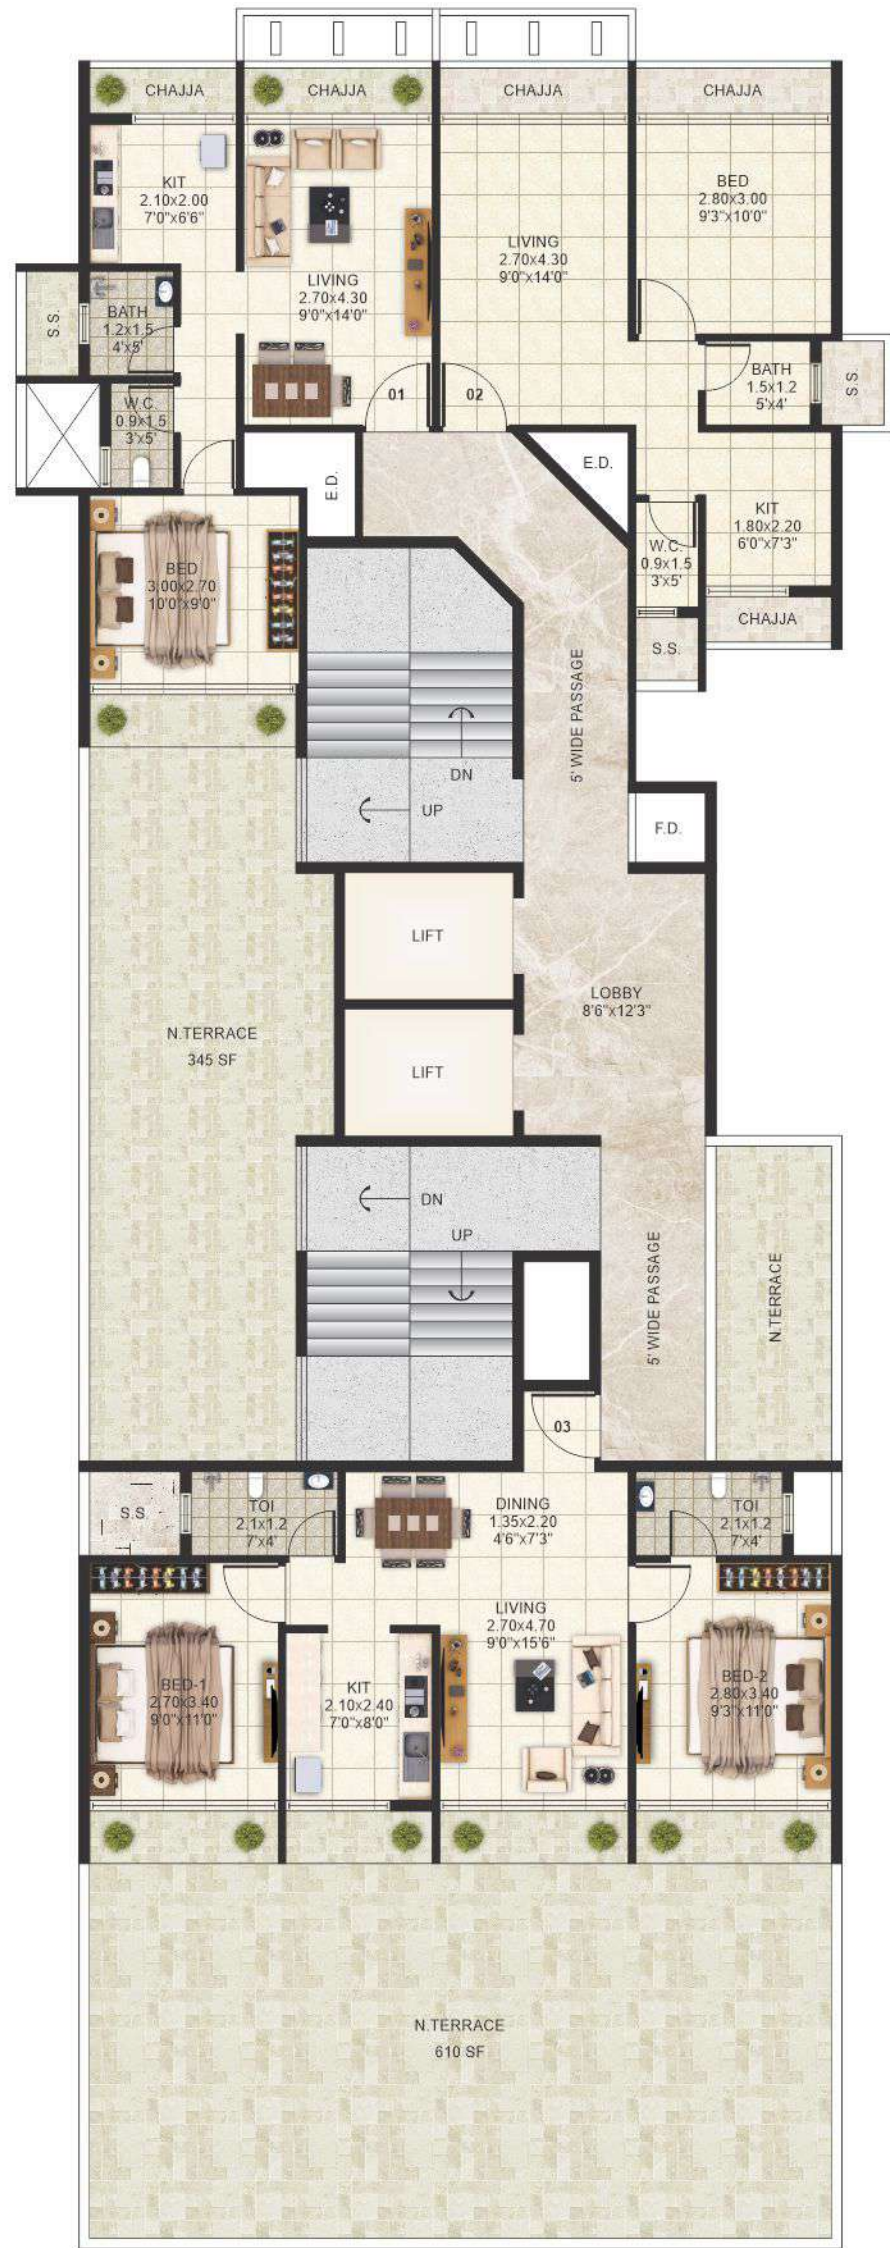 CHAJJA
CHAJJA
CHAJJA
CHAJJA
KIT
2.10x2.00
7'0"x6'6"
LIVING
2.70x4.30
9'0"x14'0"
LIVING
2.70x4.30
9'0"x14'0"
BED
2.80x3.00
9'3"x10'0"
S.S.
BATH
1.2x1.5
4'x5'
W.C.
0.9x1.5
3'x5'
01
02
BATH
1.5x1.2
5'x4'
S.S.
E.D.
E.D.
KIT
1.80x2.20
6'0"x7'3"
W.C.
0.9x1.5
3'x5'
CHAJJA
S.S.
BED
3.00x2.70
10'0"x9'0"
5' WIDE PASSAGE
DN
UP
F.D.
LIFT
LOBBY
8'6"x12'3"
N.TERRACE
345 SF
LIFT
DN
UP
5' WIDE PASSAGE
N.TERRACE
03
S.S.
TOI
2.1x1.2
7'x4'
DINING
1.35x2.20
4'6"x7'3"
TOI
2.1x1.2
7'x4'
LIVING
2.70x4.70
9'0"x15'6"
BED-1
2.70x3.40
9'0"x11'0"
KIT
2.10x2.40
7'0"x8'0"
BED-2
2.80x3.40
9'3"x11'0"
N.TERRACE
610 SF